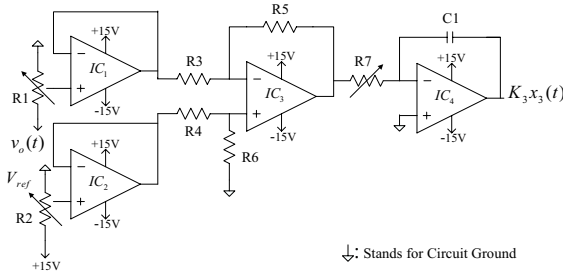 +15V
R1
IC1
-15V
vo(t)
R3
R5
+15V
IC3
-15V
R7
C1
+15V
IC4
-15V
K3x3(t)
R4
R6
+15V
Vref
R2
IC2
-15V
+15V
: Stands for Circuit Ground